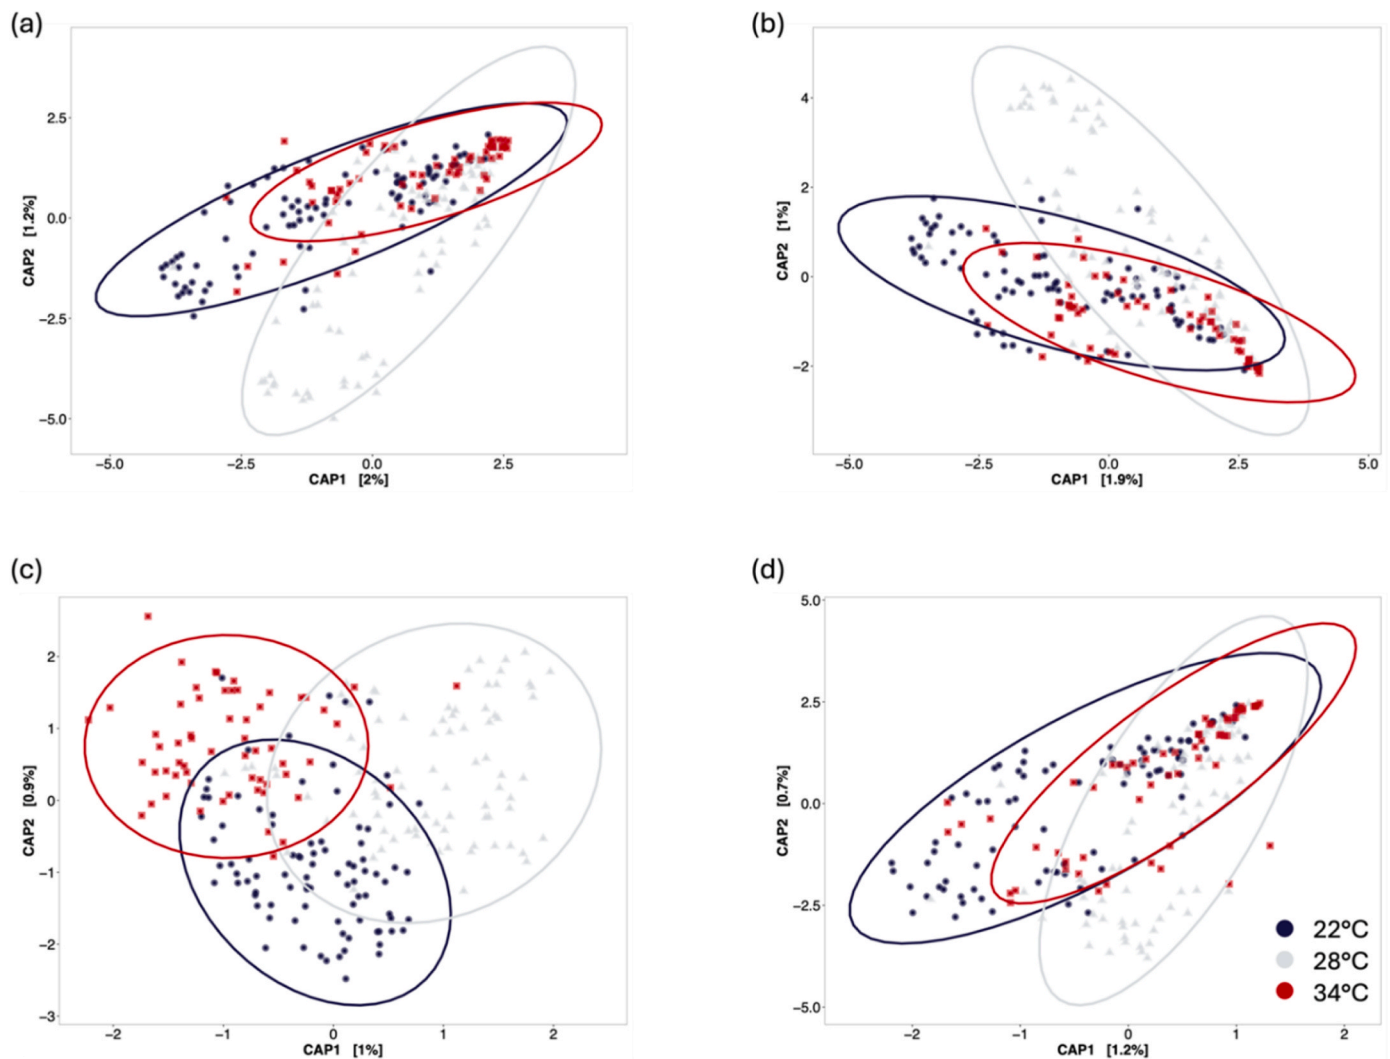 (a)
(b)
2.5
0.0
−2.5
−5.0
CAP2 [1.2%]
−5.0 −2.5 0.0 2.5
CAP1 [2%]
4
2
0
−2
CAP2 [1%]
−5.0 −2.5 0.0 2.5 5.0
CAP1 [1.9%]
(c)
(d)
2
1
0
−1
−2
−3
CAP2 [0.9%]
−2 −1 0 1 2
CAP1 [1%]
5.0
2.5
0.0
−2.5
−5.0
CAP2 [0.7%]
−2 −1 0 1 2
CAP1 [1.2%]
22°C
28°C
34°C